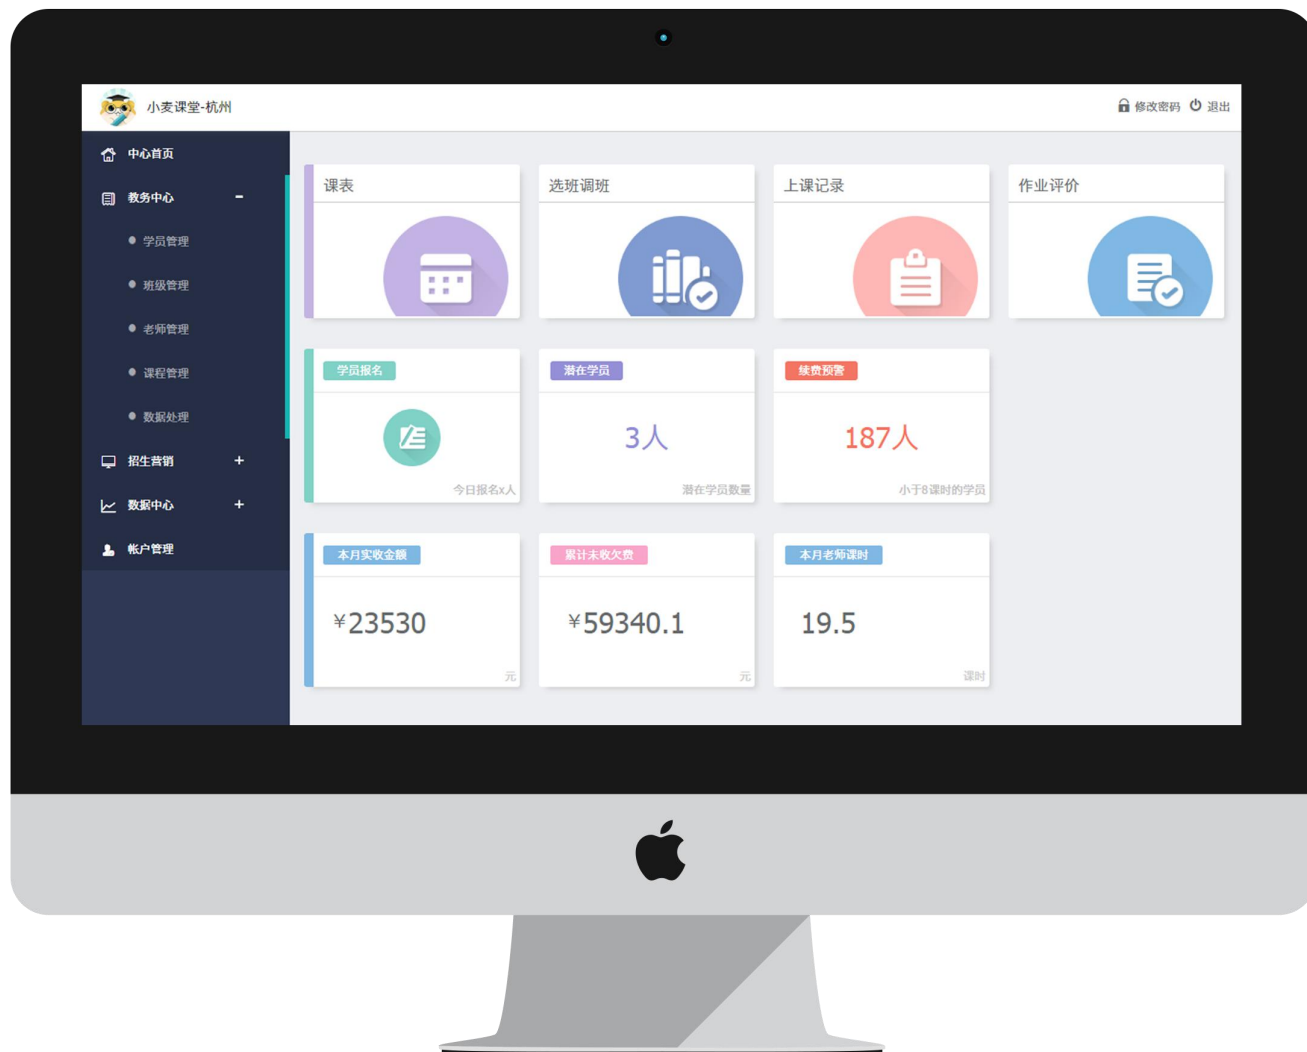 小麦课堂-杭州
修改密码 退出
中心首页
教务中心 -
学员管理
班级管理
老师管理
课程管理
数据处理
招生营销 +
数据中心 +
帐户管理
课表
选班调班
上课记录
作业评价
学员报名
今日报名x人
潜在学员
3人
潜在学员数量
续费预警
187人
小于8课时的学员
本月实收金额
¥23530
元
累计未收欠费
¥59340.1
元
本月老师课时
19.5
课时